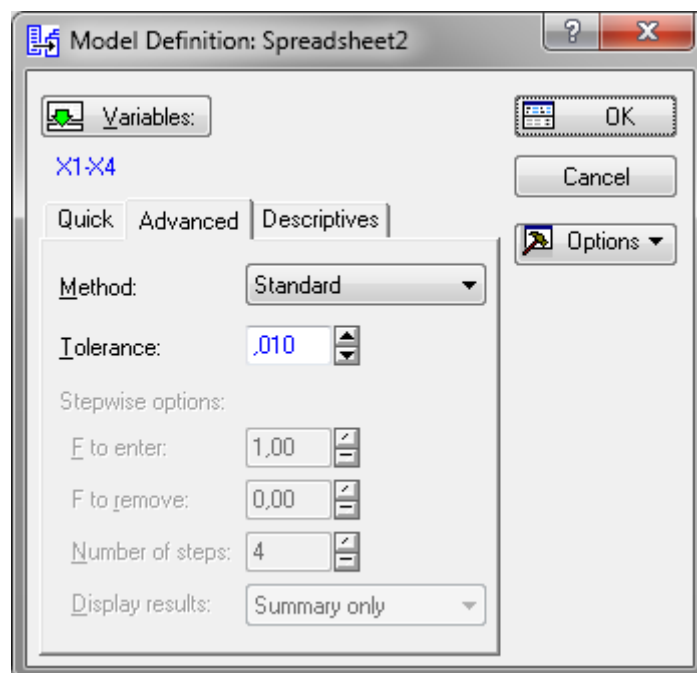 Model Definition: Spreadsheet2
?
Variables:
OK
X1-X4
Cancel
Quick
Advanced
Descriptives
Options
Method:
Standard
Tolerance:
,010
Stepwise options:
F to enter:
1,00
F to remove:
0,00
Number of steps:
4
Display results:
Summary only